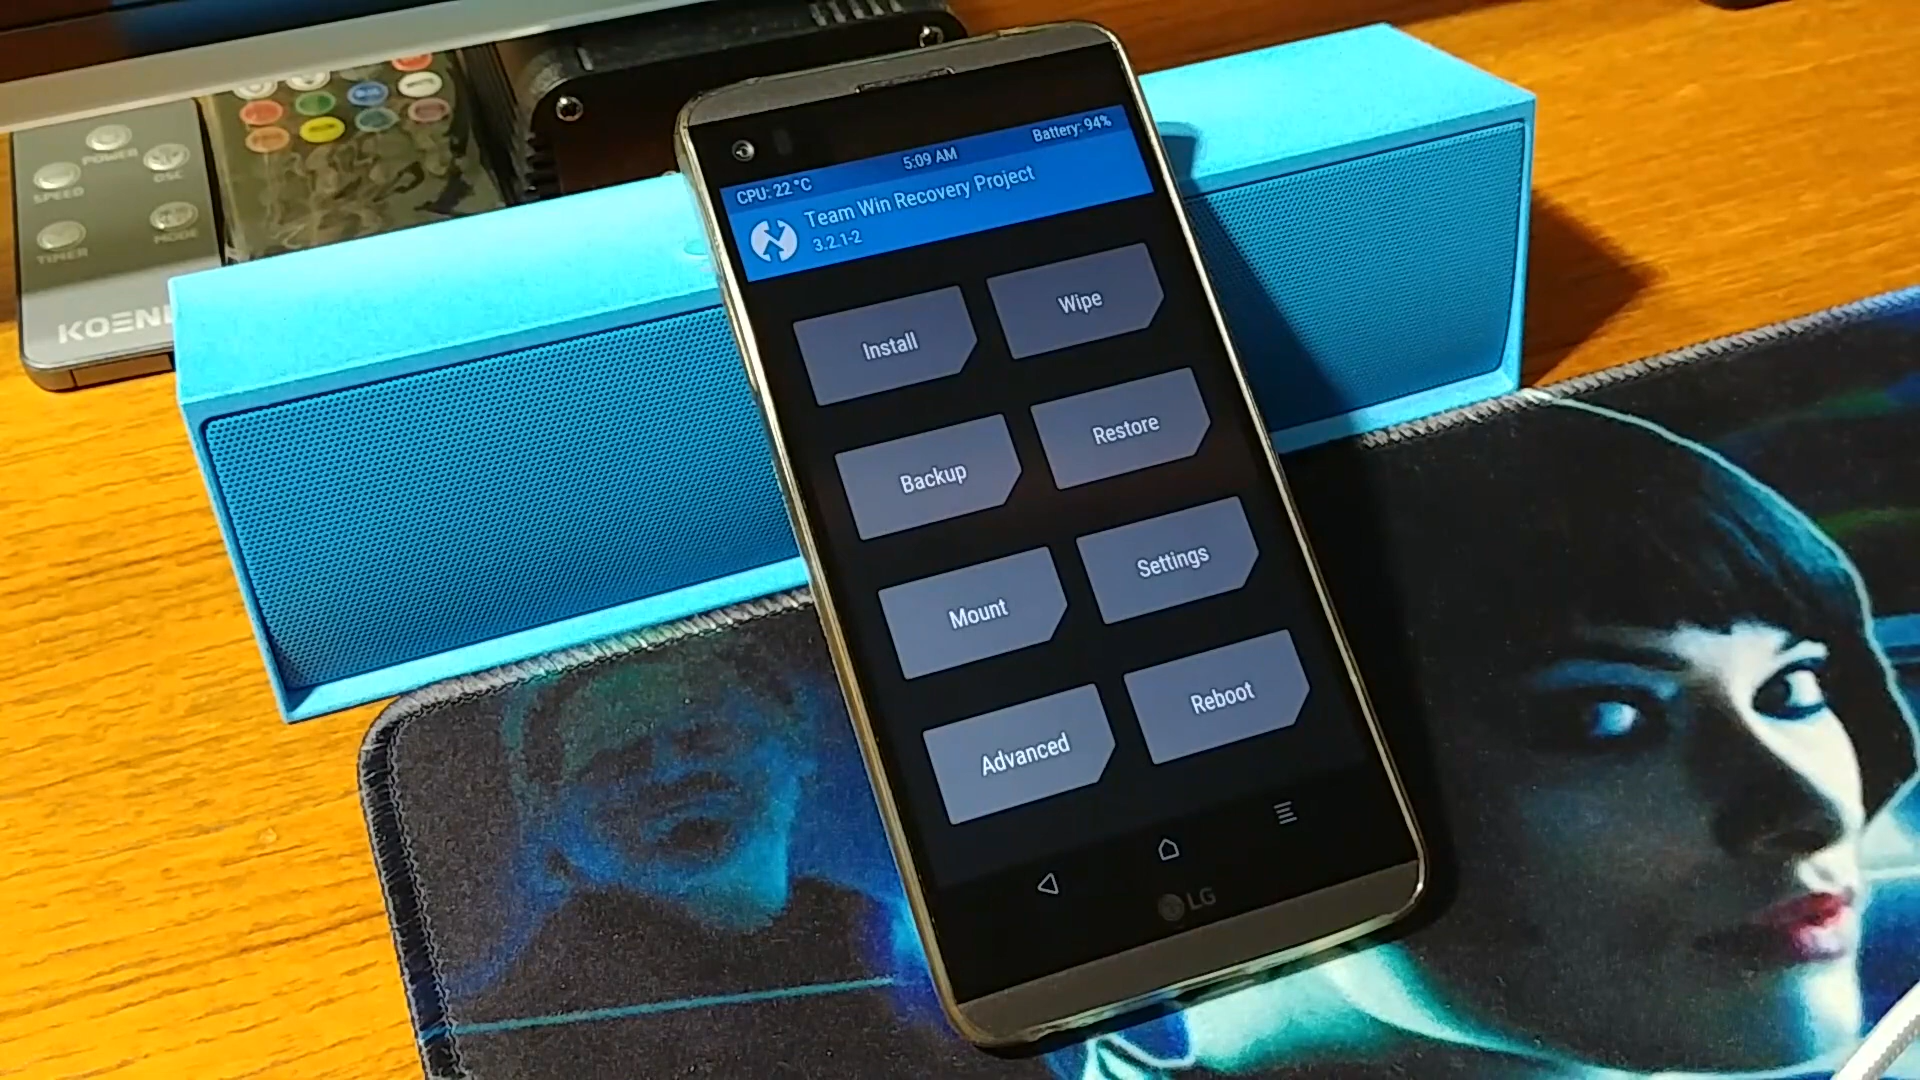 POWER
OSC
SPEED
TIMER
MODE
CPU: 22 °C
5:09 AM
Battery: 94%
Team Win Recovery Project
3.2.1-2
Install
Wipe
Backup
Restore
Mount
Settings
Advanced
Reboot
LG